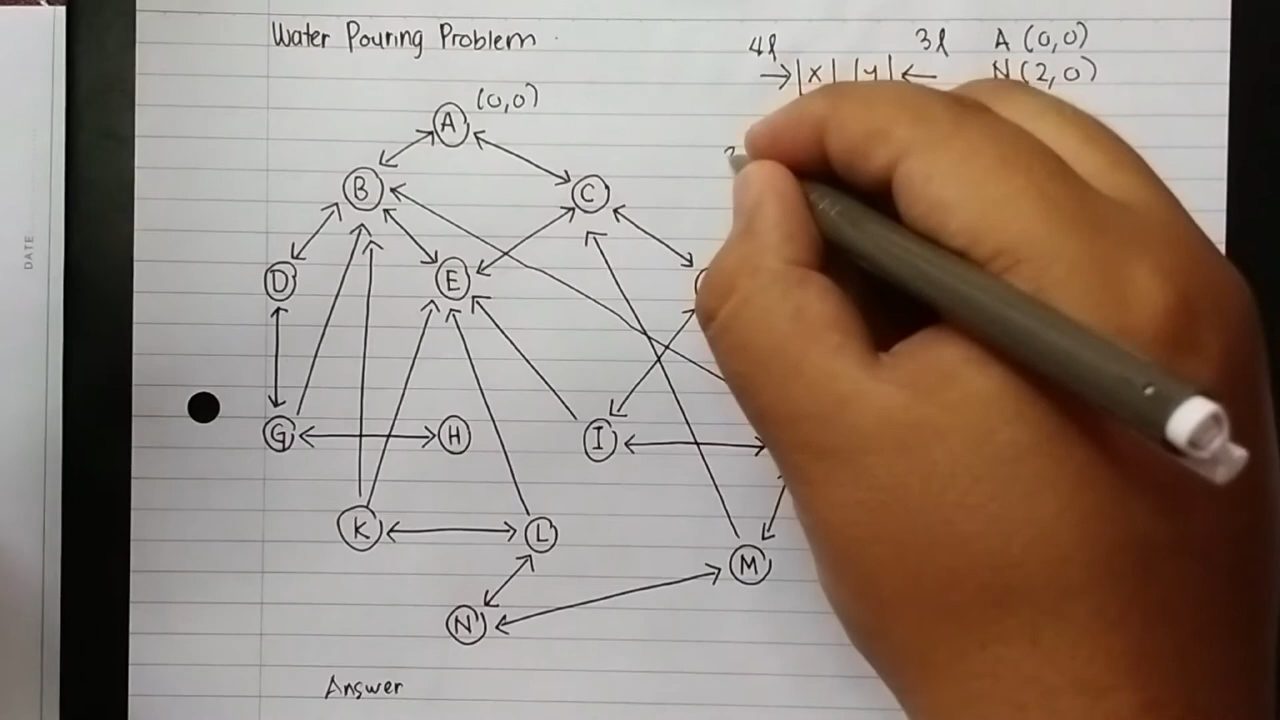 Water Pouring Problem
4l 3l A (0,0)
→|x| |y|← N(2,0)
(0,0)
A
B C
D E
G H I
K L
M
N
Answer
DATE